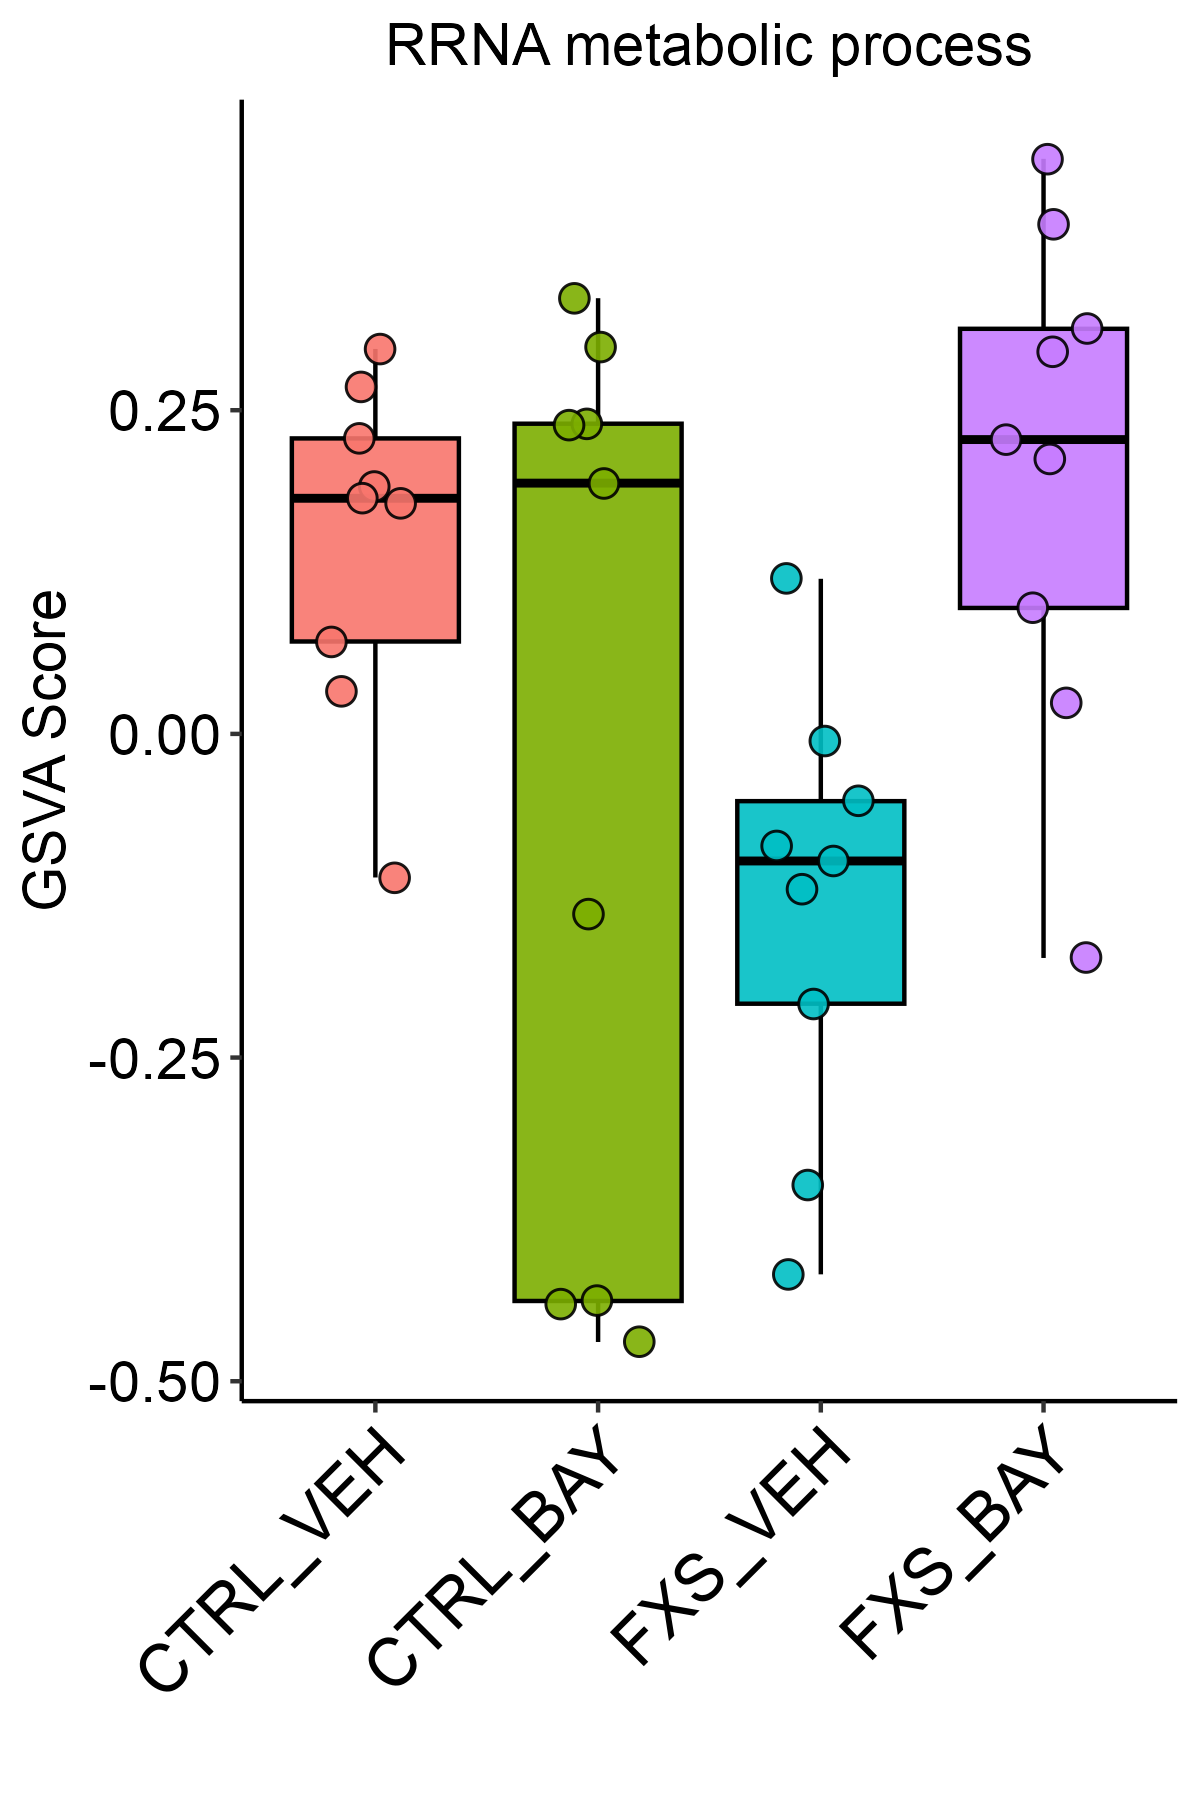 RRNA metabolic process
GSVA Score
0.25
0.00
-0.25
-0.50
CTRL_VEH
CTRL_BAY
FXS_VEH
FXS_BAY